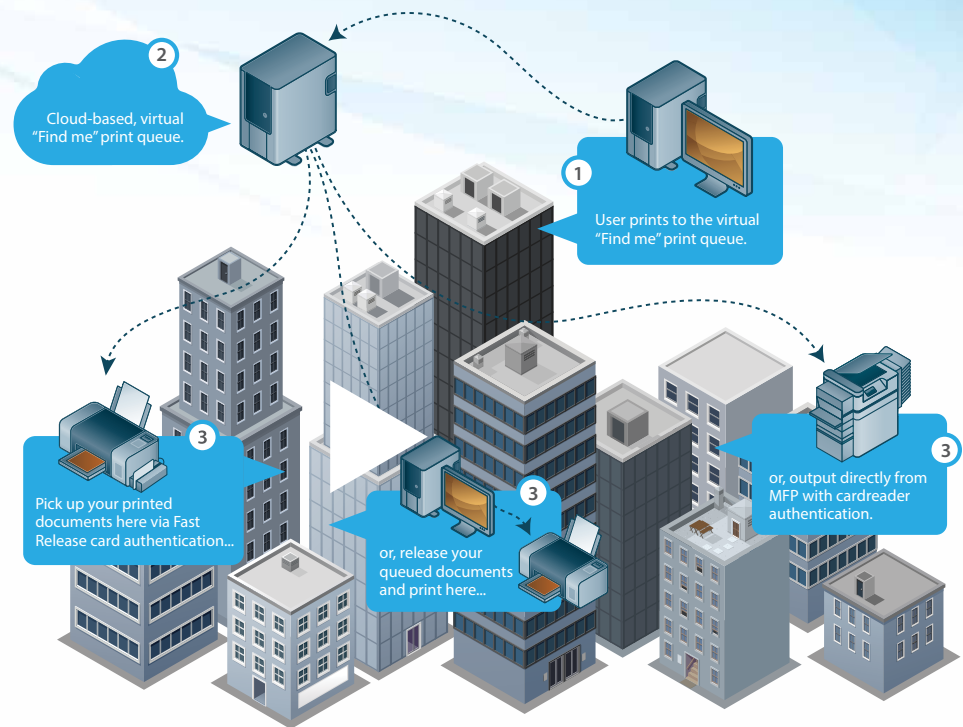 1
User prints to the virtual
“Find me” print queue.
2
Cloud-based, virtual
“Find me” print queue.
3
Pick up your printed
documents here via Fast
Release card authentication...
3
or, release your
queued documents
and print here...
3
or, output directly from
MFP with cardreader
authentication.